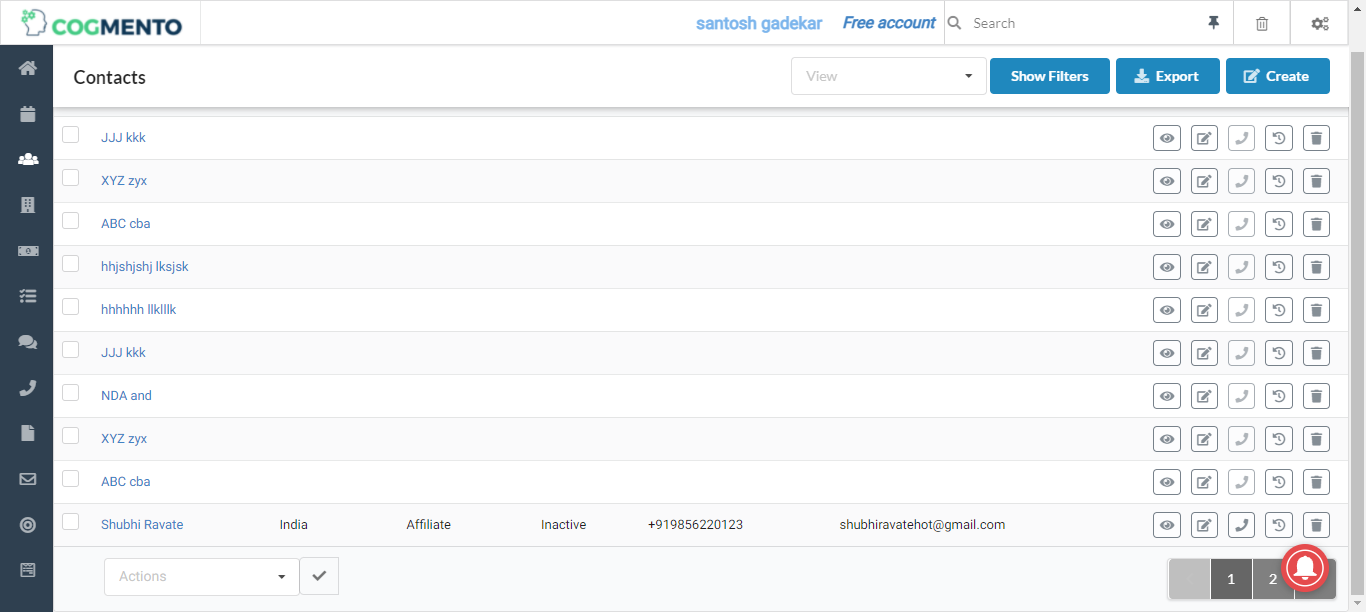 COGMENTO
santosh gadekar Free account Search
Contacts View Show Filters Export Create
JJJ kkk
XYZ zyx
ABC cba
hhjshjshj lksjsk
hhhhhh llklllk
JJJ kkk
NDA and
XYZ zyx
ABC cba
Shubhi Ravate India Affiliate Inactive +919856220123 shubhiravatehot@gmail.com
Actions 1 2